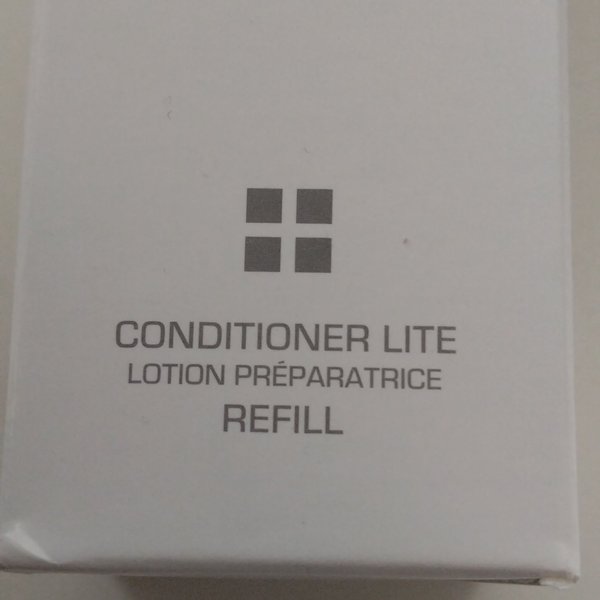 CONDITIONER LITE
LOTION PRÉPARATRICE
REFILL